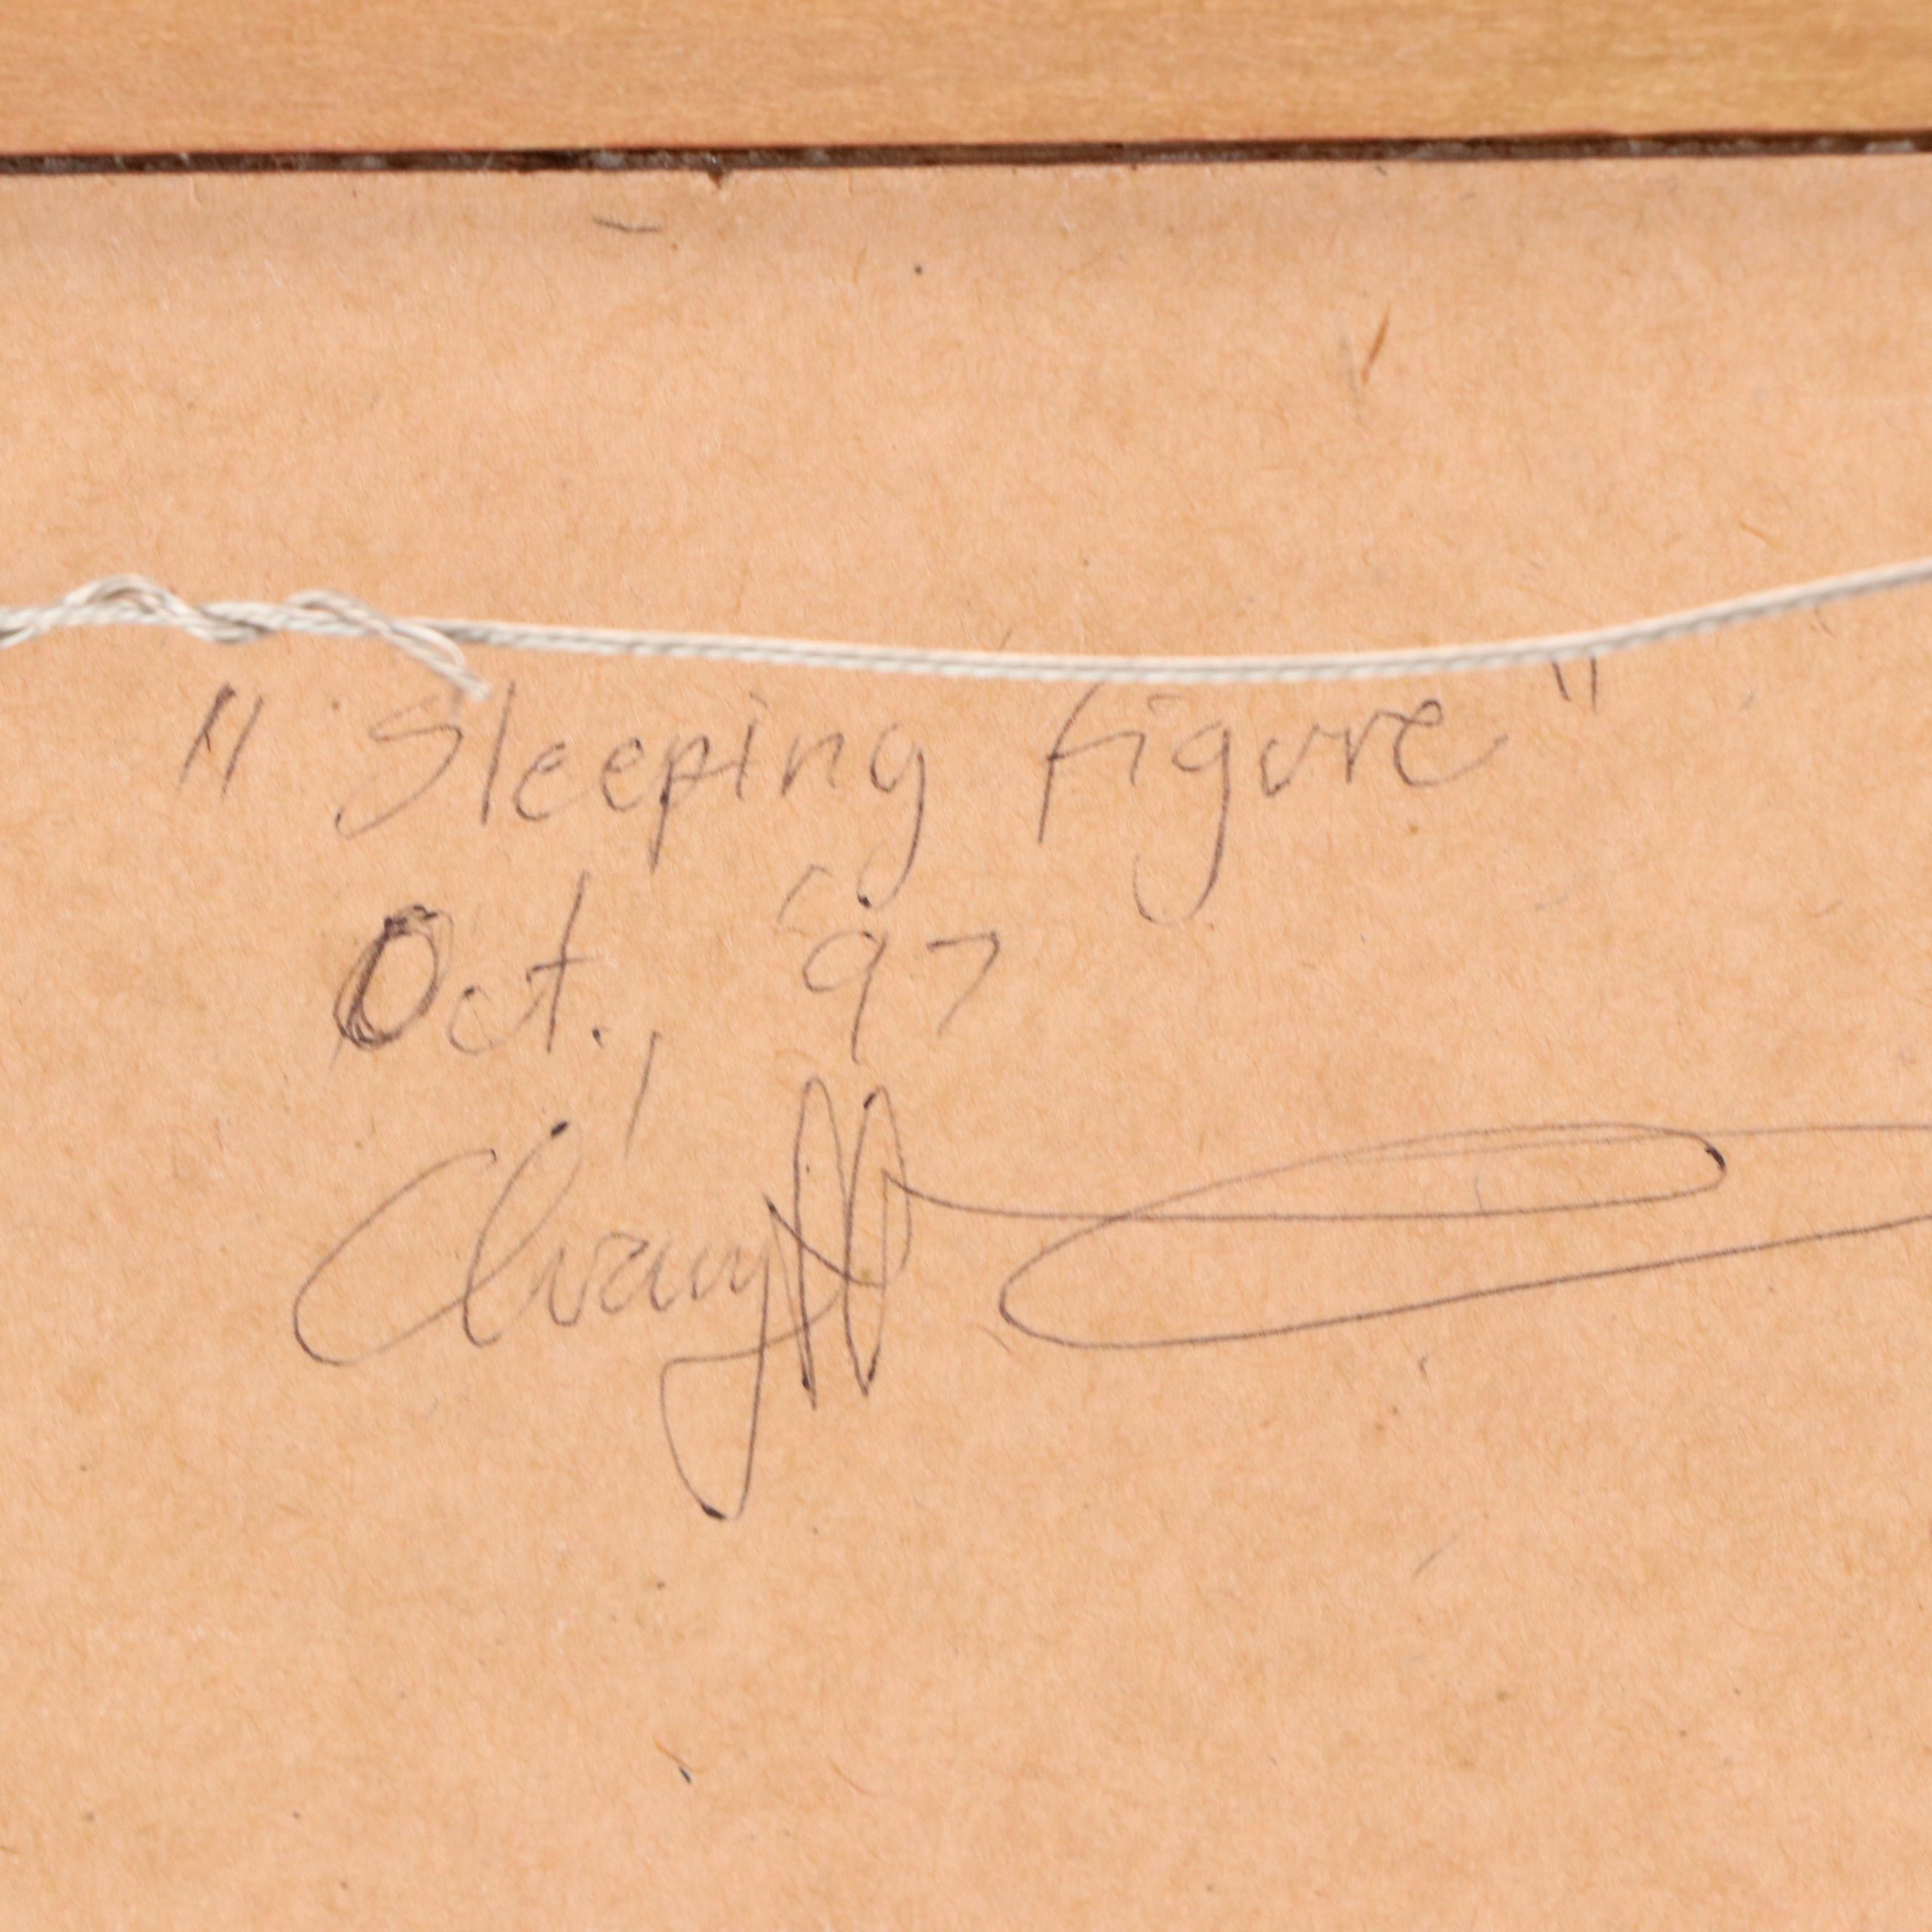 "Sleeping figure"
Oct., '97